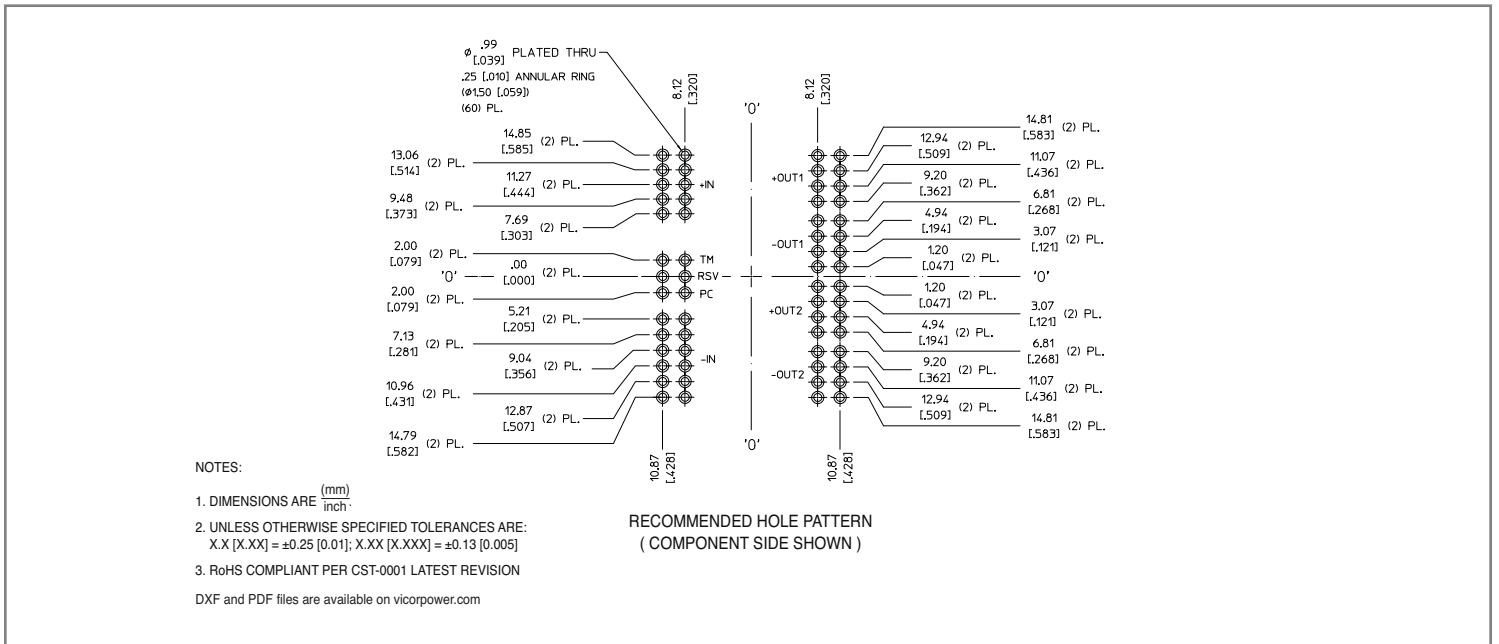 ø .99 PLATED THRU
[.039]
.25 [.010] ANNULAR RING
(ø1.50 [.059])
(60) PL.
8.12
[.320]
'0'
8.12
[.320]
14.85
[.585] (2) PL.
13.06
[.514] (2) PL.
11.27
[.444] (2) PL.
9.48
[.373] (2) PL.
7.69
[.303] (2) PL.
2.00
[.079] (2) PL.
'0'
.00
[.000] (2) PL.
2.00
[.079] (2) PL.
5.21
[.205] (2) PL.
7.13
[.281] (2) PL.
9.04
[.356] (2) PL.
10.96
[.431] (2) PL.
12.87
[.507] (2) PL.
14.79
[.582] (2) PL.
+IN
TM
RSV
PC
-IN
+OUT1
-OUT1
+OUT2
-OUT2
14.81
[.583] (2) PL.
12.94
[.509] (2) PL.
11.07
[.436] (2) PL.
9.20
[.362] (2) PL.
6.81
[.268] (2) PL.
4.94
[.194] (2) PL.
3.07
[.121] (2) PL.
1.20
[.047] (2) PL.
'0'
1.20
[.047] (2) PL.
3.07
[.121] (2) PL.
4.94
[.194] (2) PL.
6.81
[.268] (2) PL.
9.20
[.362] (2) PL.
11.07
[.436] (2) PL.
12.94
[.509] (2) PL.
14.81
[.583] (2) PL.
10.87
[.428]
'0'
10.87
[.428]
NOTES:
1. DIMENSIONS ARE (mm)
inch.
2. UNLESS OTHERWISE SPECIFIED TOLERANCES ARE:
X.X [X.XX] = ±0.25 [0.01]; X.XX [X.XXX] = ±0.13 [0.005]
3. RoHS COMPLIANT PER CST-0001 LATEST REVISION
DXF and PDF files are available on vicorpower.com
RECOMMENDED HOLE PATTERN
( COMPONENT SIDE SHOWN )